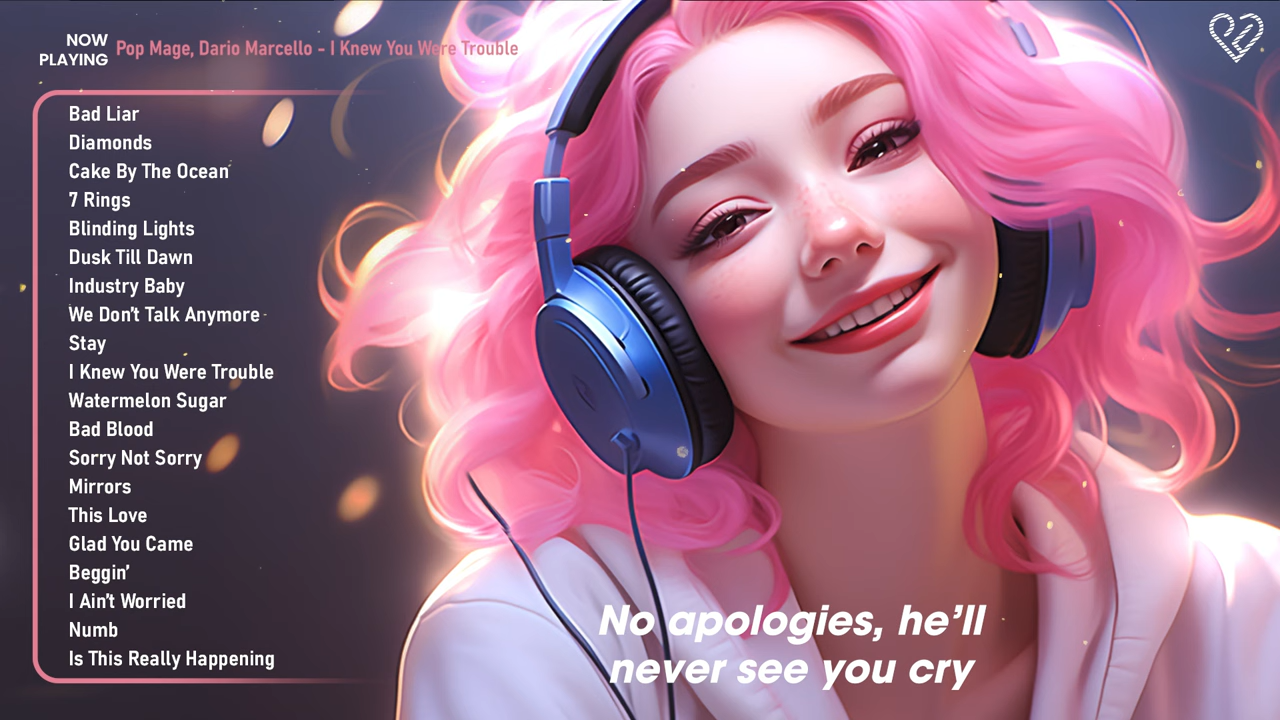 NOW
PLAYING
Pop Mage, Dario Marcello - I Knew You Were Trouble
Bad Liar
Diamonds
Cake By The Ocean
7 Rings
Blinding Lights
Dusk Till Dawn
Industry Baby
We Don't Talk Anymore
Stay
I Knew You Were Trouble
Watermelon Sugar
Bad Blood
Sorry Not Sorry
Mirrors
This Love
Glad You Came
Beggin'
I Ain't Worried
Numb
Is This Really Happening
No apologies, he'll
never see you cry